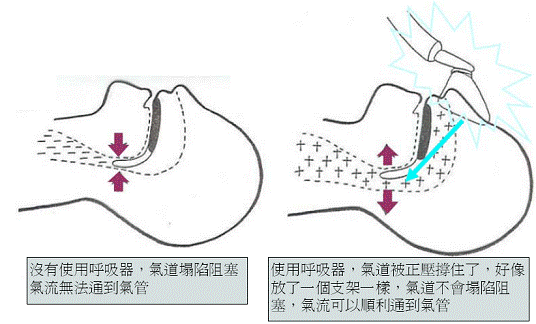 沒有使用呼吸器，氣道塌陷阻塞
氣流無法通到氣管
使用呼吸器，氣道被正壓撐住了，好像
放了一個支架一樣，氣道不會塌陷阻
塞，氣流可以順利通到氣管